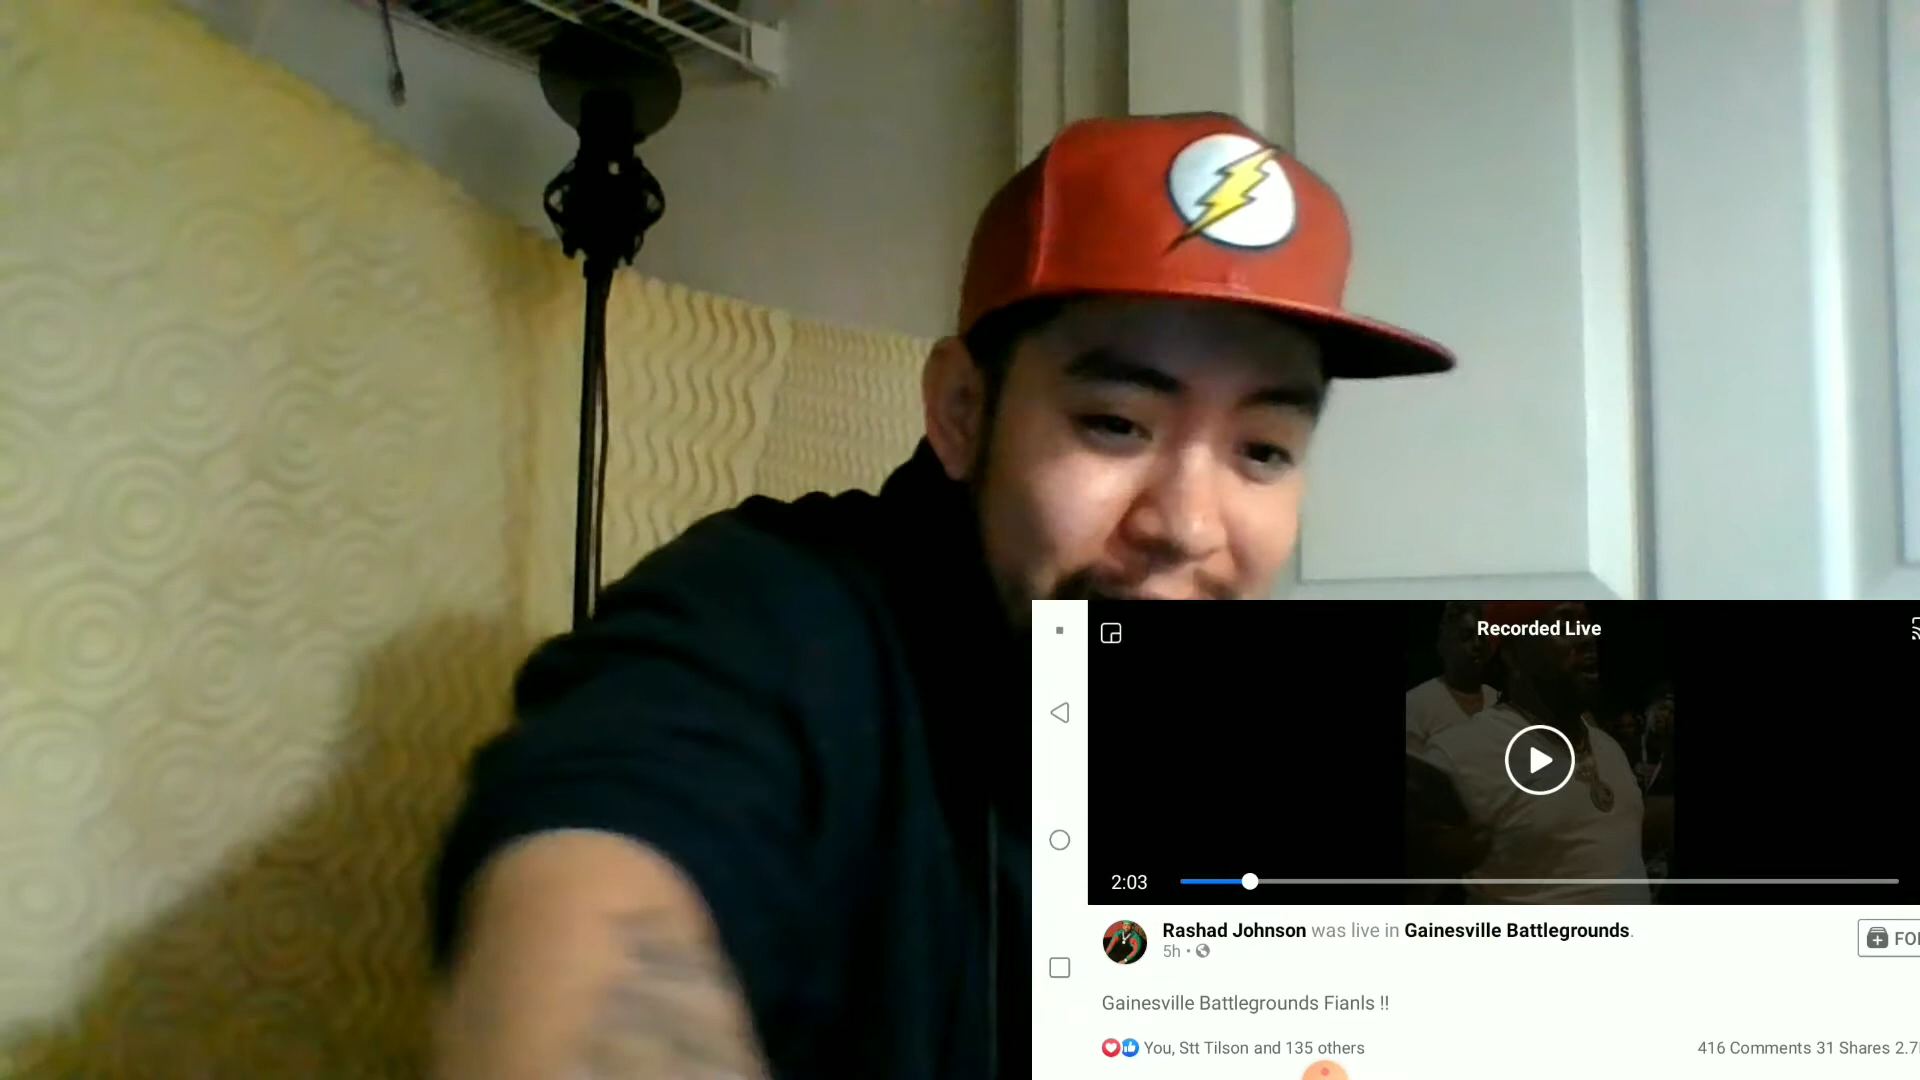 Recorded Live
2:03
Rashad Johnson was live in Gainesville Battlegrounds.
5h
Gainesville Battlegrounds Fianls !!
You, Stt Tilson and 135 others
416 Comments 31 Shares